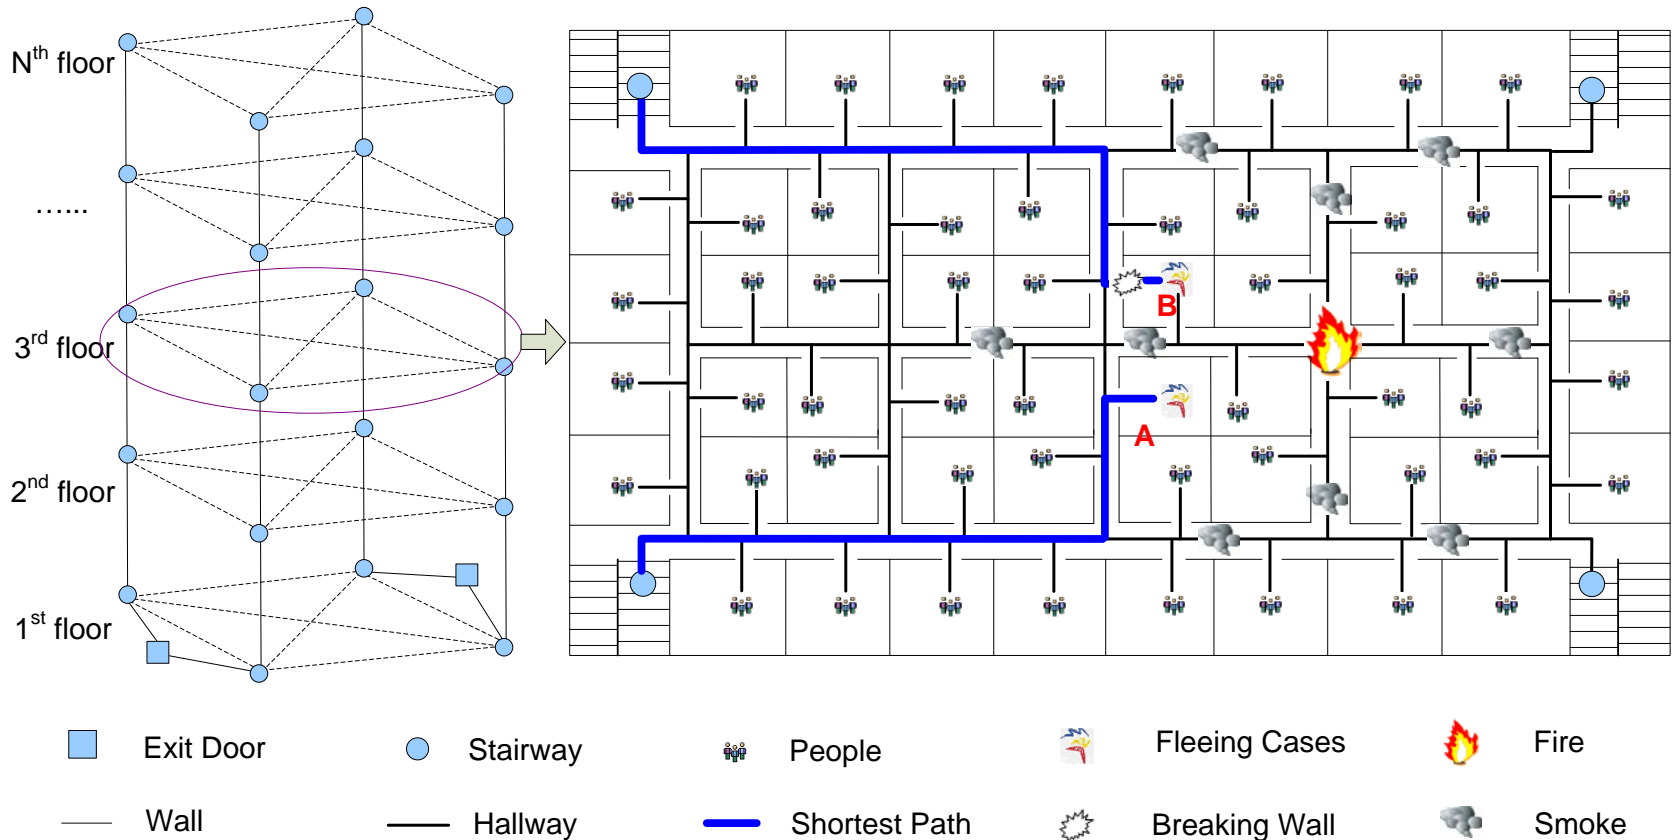 Nth floor
…...
3rd floor
2nd floor
1st floor
B
A
Exit Door
Stairway
People
Fleeing Cases
Fire
Wall
Hallway
Shortest Path
Breaking Wall
Smoke